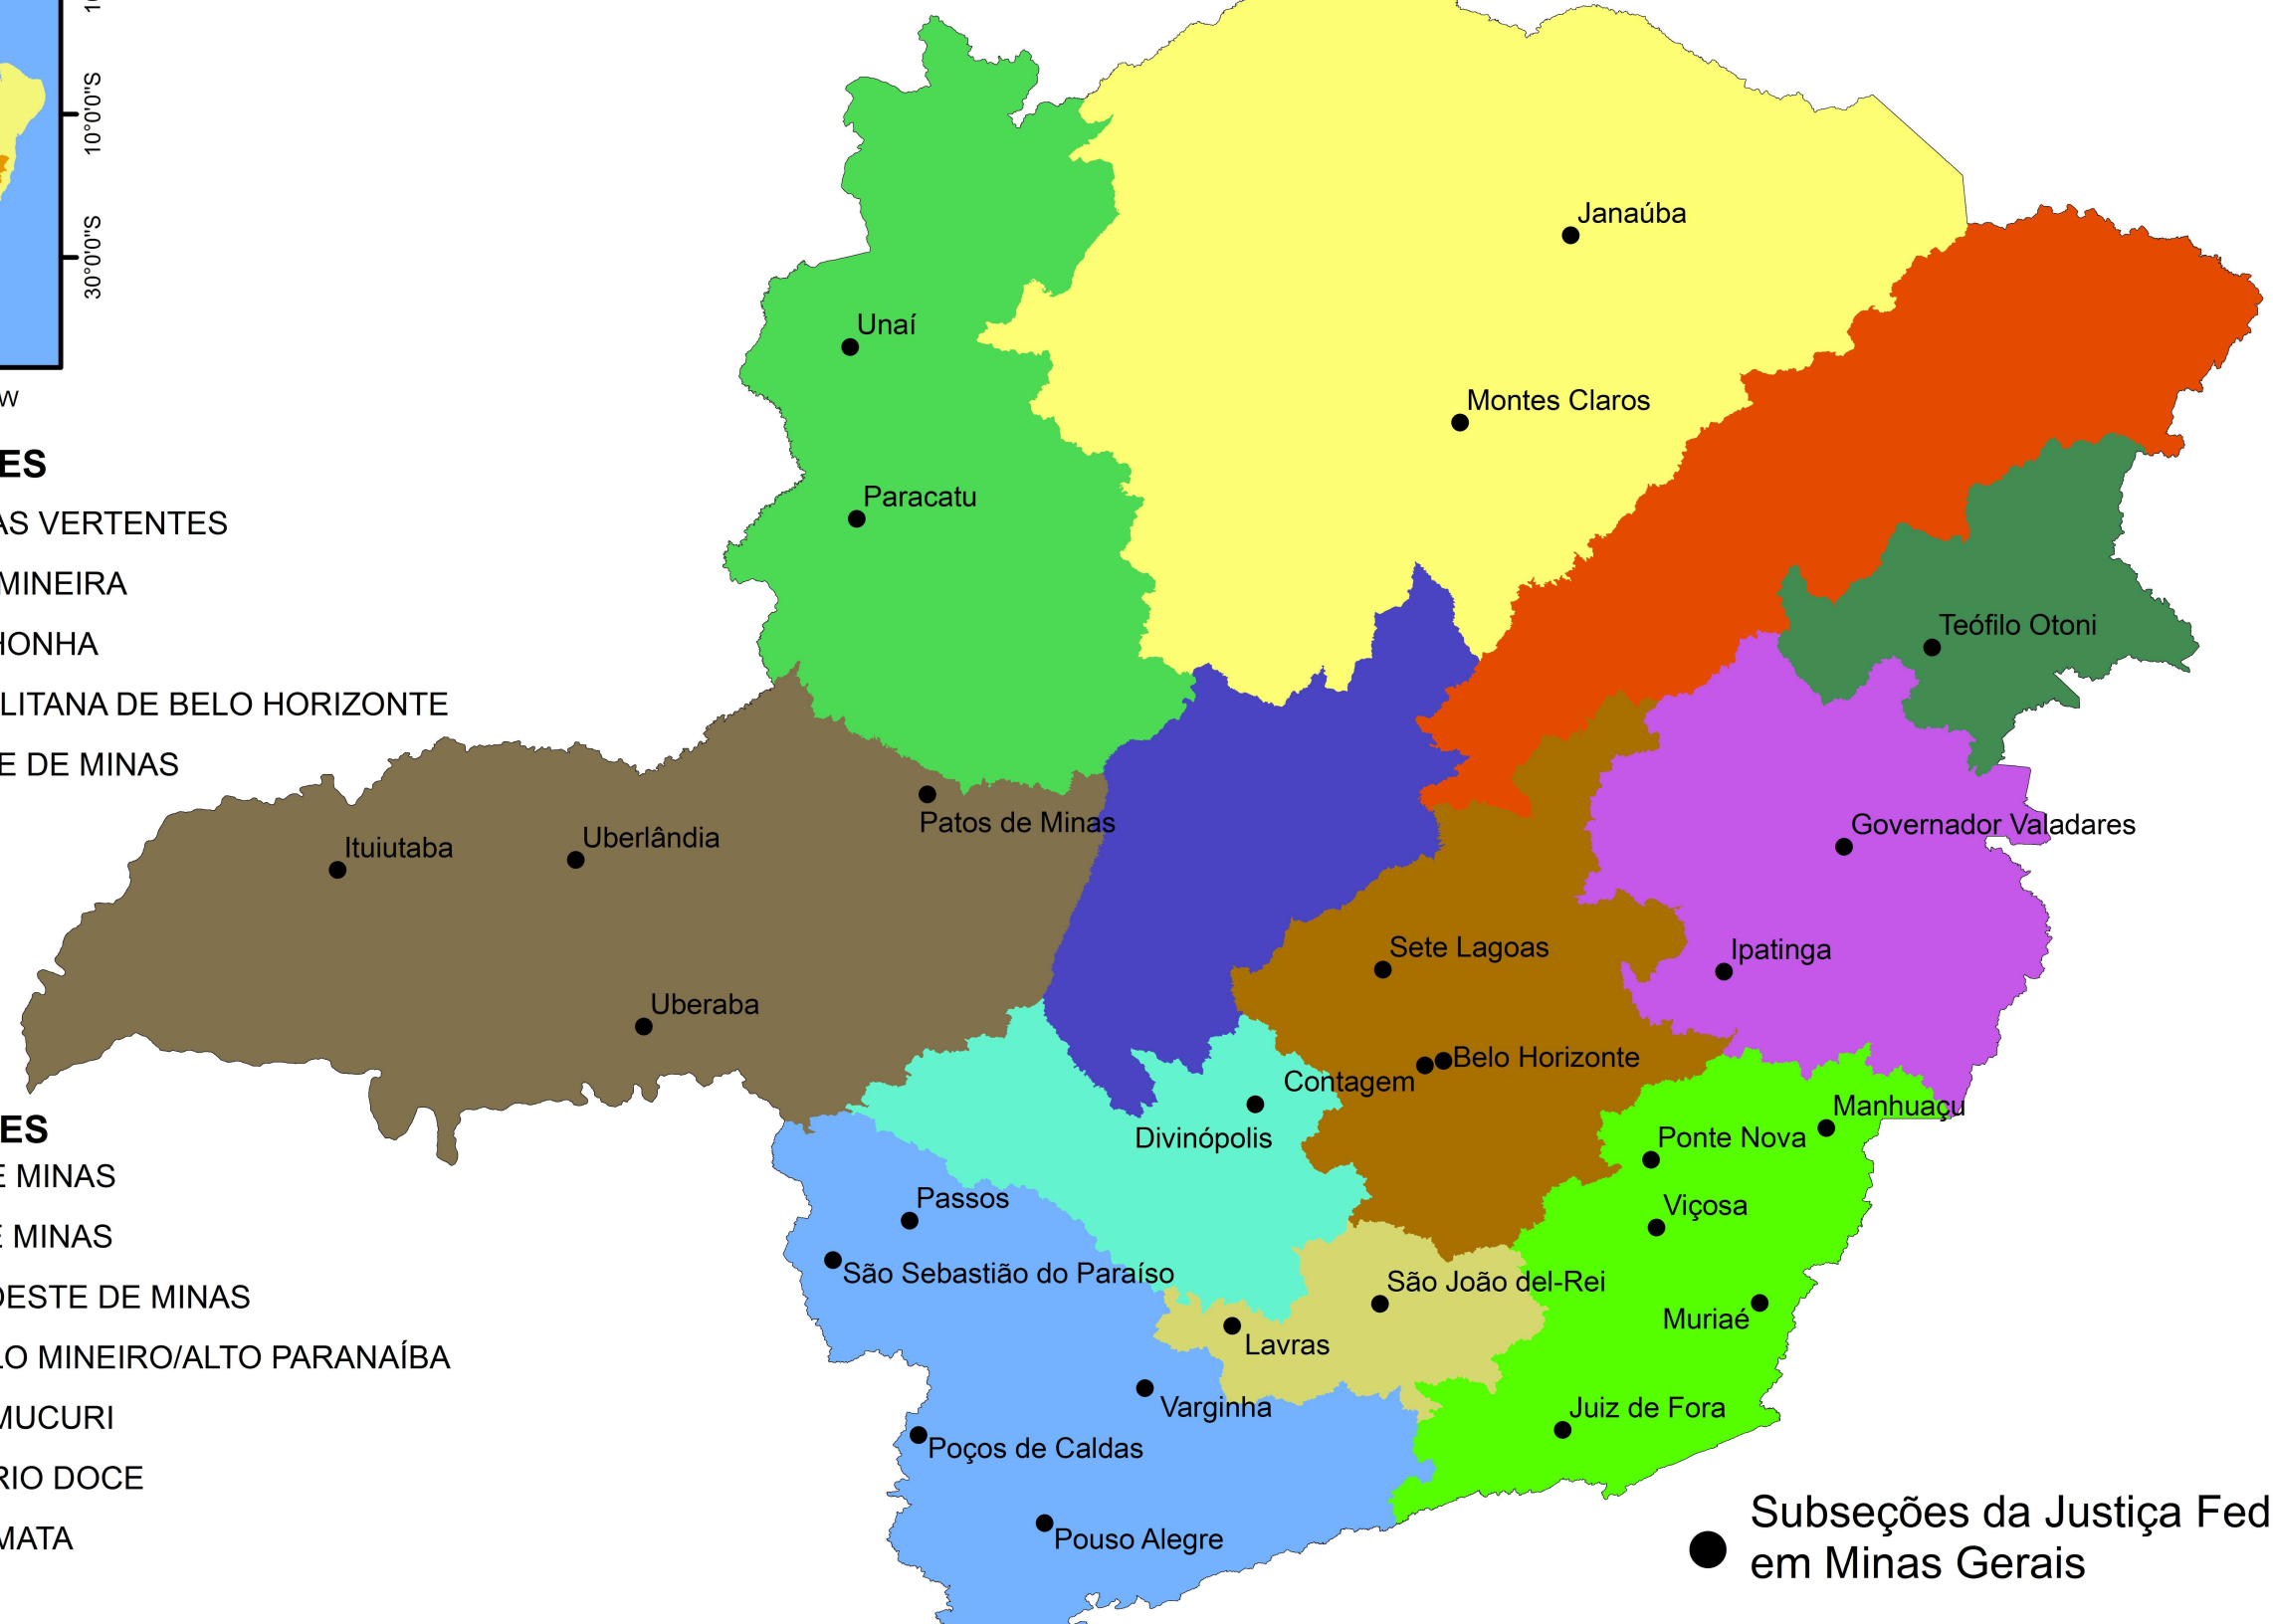 10°0'0"S
30°0'0"S
W
ES
AS VERTENTES
MINEIRA
HONHA
LITANA DE BELO HORIZONTE
E DE MINAS
ES
E MINAS
E MINAS
OESTE DE MINAS
LO MINEIRO/ALTO PARANAÍBA
MUCURI
RIO DOCE
MATA
Janaúba
Unaí
Montes Claros
Paracatu
Teófilo Otoni
Patos de Minas
Governador Valadares
Uberlândia
Ituiutaba
Sete Lagoas
Ipatinga
Uberaba
Belo Horizonte
Contagem
Manhuaçu
Divinópolis
Ponte Nova
Passos
Viçosa
São Sebastião do Paraíso
São João del-Rei
Muriaé
Lavras
Varginha
Juiz de Fora
Poços de Caldas
Pouso Alegre
Subseções da Justiça Fed
em Minas Gerais